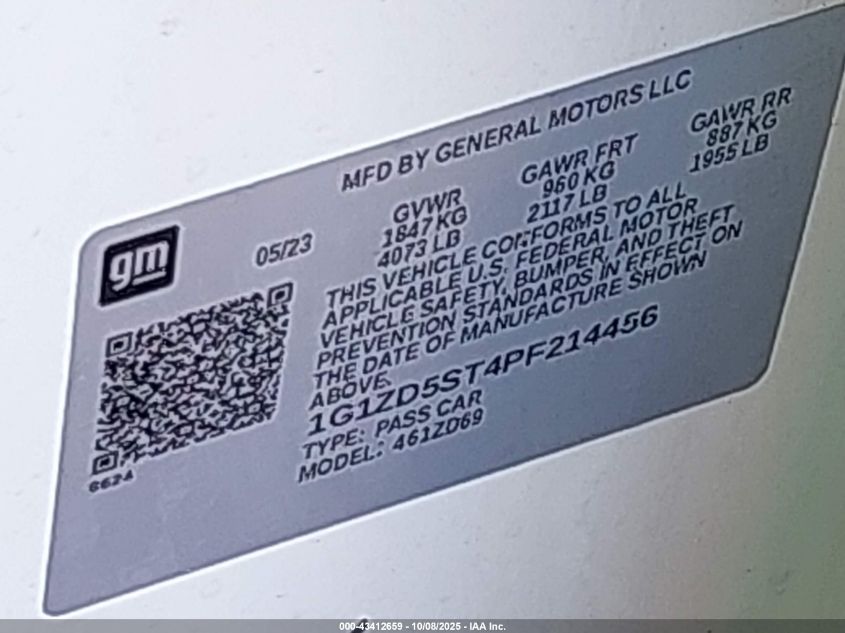 MFD BY GENERAL MOTORS LLC
gm
05/23
GVWR
1847 KG
4073 LB
GAWR FRT
960 KG
2117 LB
GAWR RR
887 KG
1955 LB
THIS VEHICLE CONFORMS TO ALL
APPLICABLE U.S. FEDERAL MOTOR
VEHICLE SAFETY, BUMPER, AND THEFT
PREVENTION STANDARDS IN EFFECT ON
THE DATE OF MANUFACTURE SHOWN
ABOVE.
1G1ZD5ST4PF214456
TYPE: PASS CAR
MODEL: 461ZD69
6624
000-43412659 - 10/08/2025 - IAA Inc.